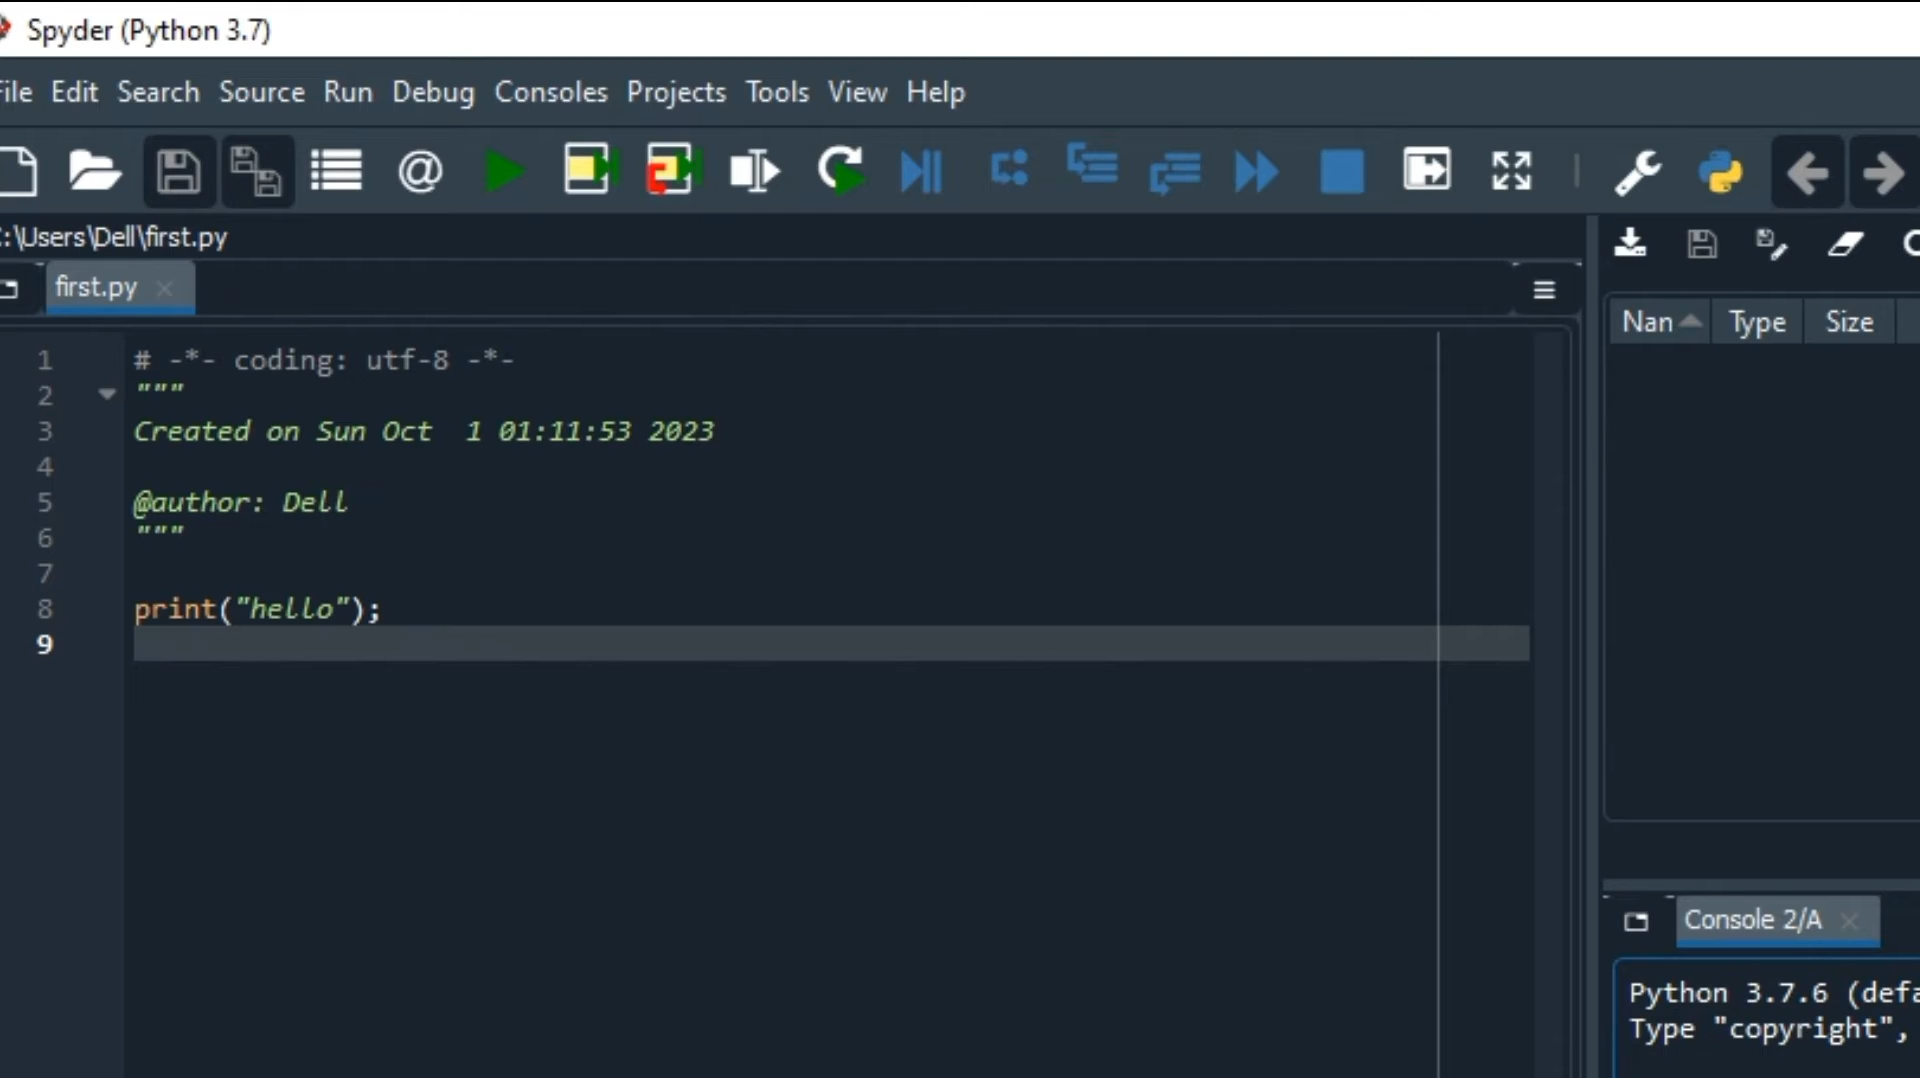 Spyder (Python 3.7)
File Edit Search Source Run Debug Consoles Projects Tools View Help
:\Users\Dell\first.py
first.py
Nan Type Size
1 # -*- coding: utf-8 -*-
2 """
3 Created on Sun Oct  1 01:11:53 2023
4
5 @author: Dell
6 """
7
8 print("hello");
9
Console 2/A
Python 3.7.6 (defa
Type "copyright",